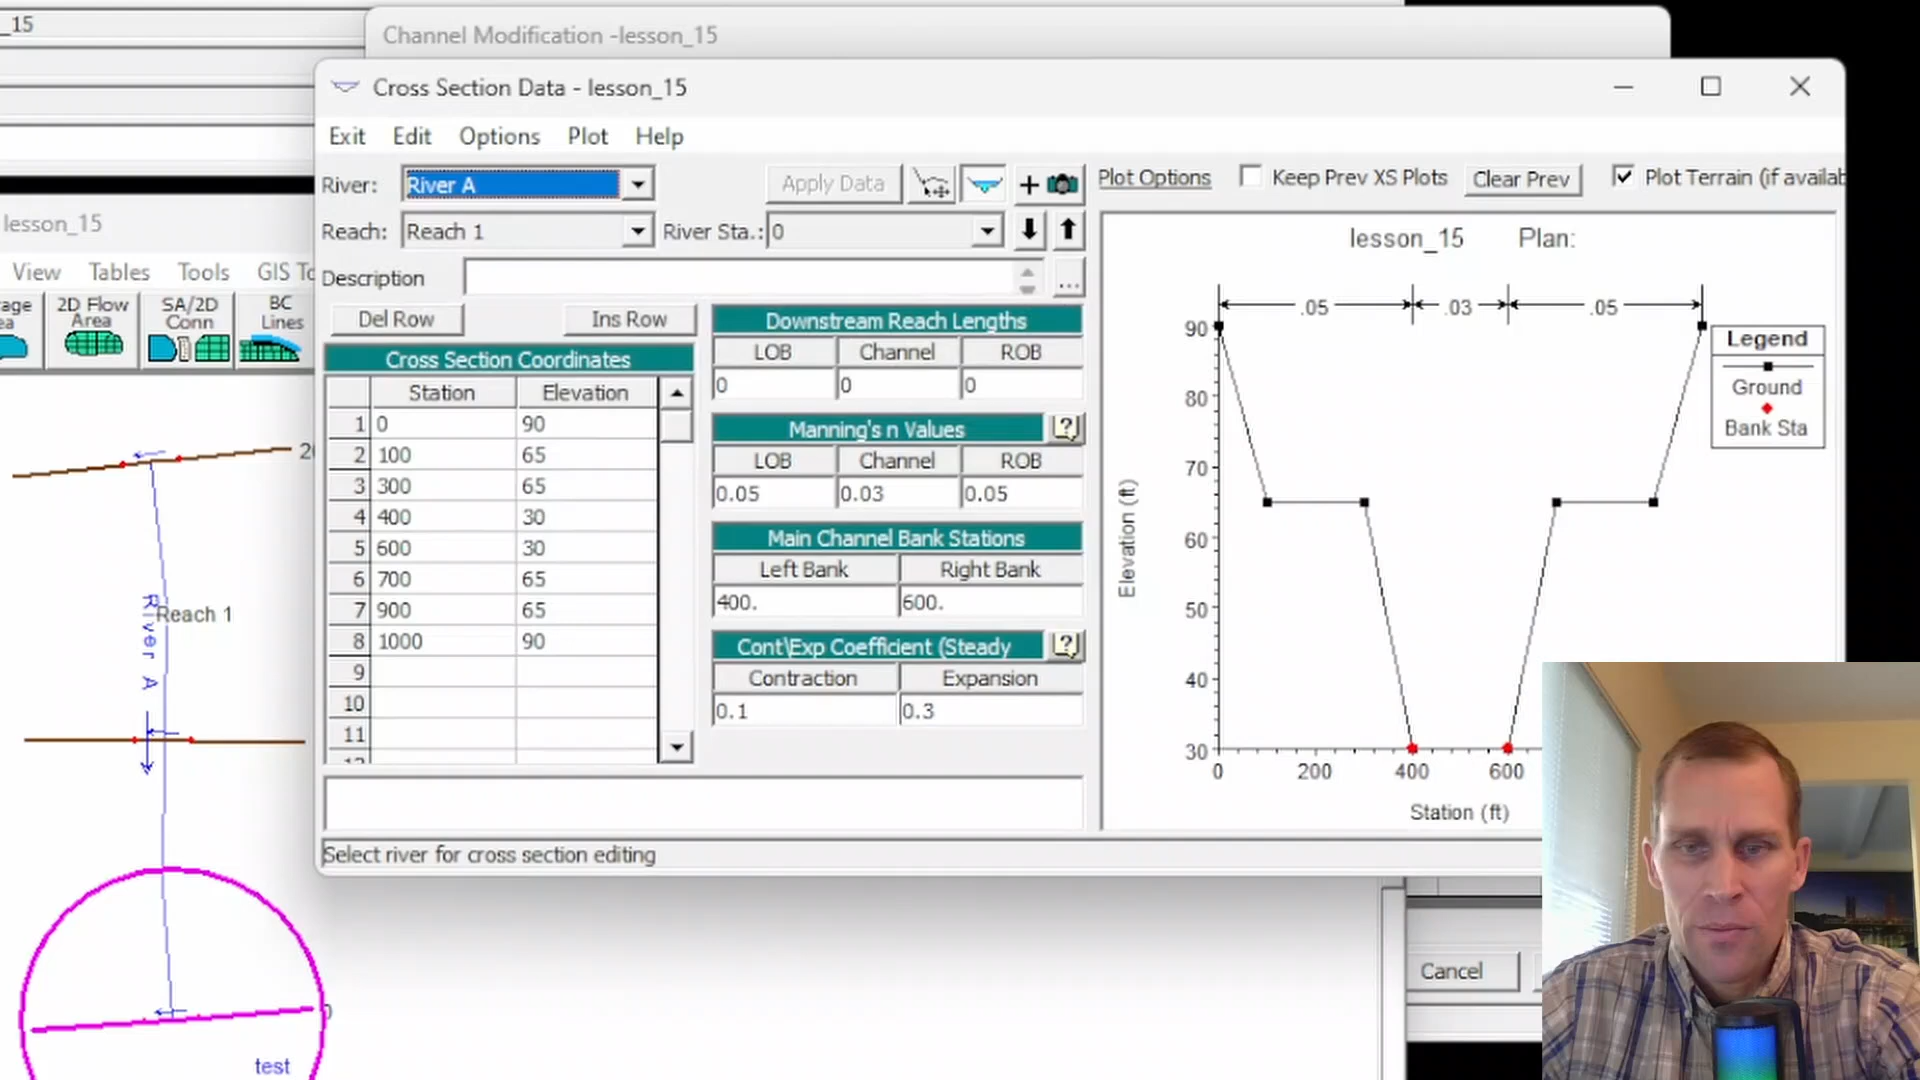 _15
Channel Modification -lesson_15
Cross Section Data - lesson_15
Exit Edit Options Plot Help
River: River A Apply Data
Plot Options Keep Prev XS Plots Clear Prev Plot Terrain (if availab
Reach: Reach 1 River Sta.: 0
Description ...
Del Row Ins Row
Cross Section Coordinates
Station Elevation
1 0 90
2 100 65
3 300 65
4 400 30
5 600 30
6 700 65
7 900 65
8 1000 90
9
10
11
Downstream Reach Lengths
LOB Channel ROB
0 0 0
Manning's n Values
LOB Channel ROB
0.05 0.03 0.05
Main Channel Bank Stations
Left Bank Right Bank
400. 600.
Cont\Exp Coefficient (Steady
Contraction Expansion
0.1 0.3
Select river for cross section editing
lesson_15 Plan:
.05 .03 .05
90
80
70
60
50
40
30
0 200 400 600
Elevation (ft)
Station (ft)
Legend
Ground
Bank Sta
lesson_15
View Tables Tools GIS To
rage 2D Flow SA/2D BC
ea Area Conn Lines
Reach 1
River A
test
Cancel